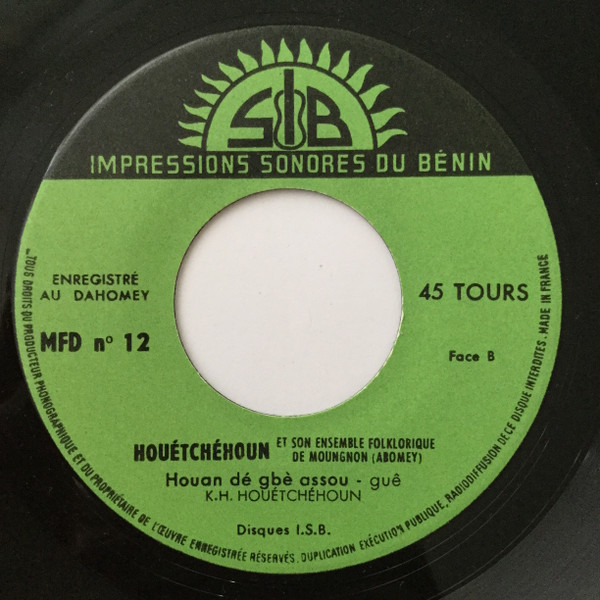 SIB
IMPRESSIONS SONORES DU BÉNIN
ENREGISTRÉ
AU DAHOMEY
45 TOURS
MFD nº 12
Face B
HOUÉTCHÉHOUN ET SON ENSEMBLE FOLKLORIQUE
DE MOUNGNON (ABOMEY)
Houan dé gbè assou - guê
K.H. HOUÉTCHÉHOUN
Disques I.S.B.
...TOUS DROITS DU PRODUCTEUR PHONOGRAPHIQUE ET DU PROPRIÉTAIRE DE L'ŒUVRE ENREGISTRÉE RÉSERVÉS. DUPLICATION EXÉCUTION PUBLIQUE, RADIODIFFUSION DE CE DISQUE INTERDITES. MADE IN FRANCE